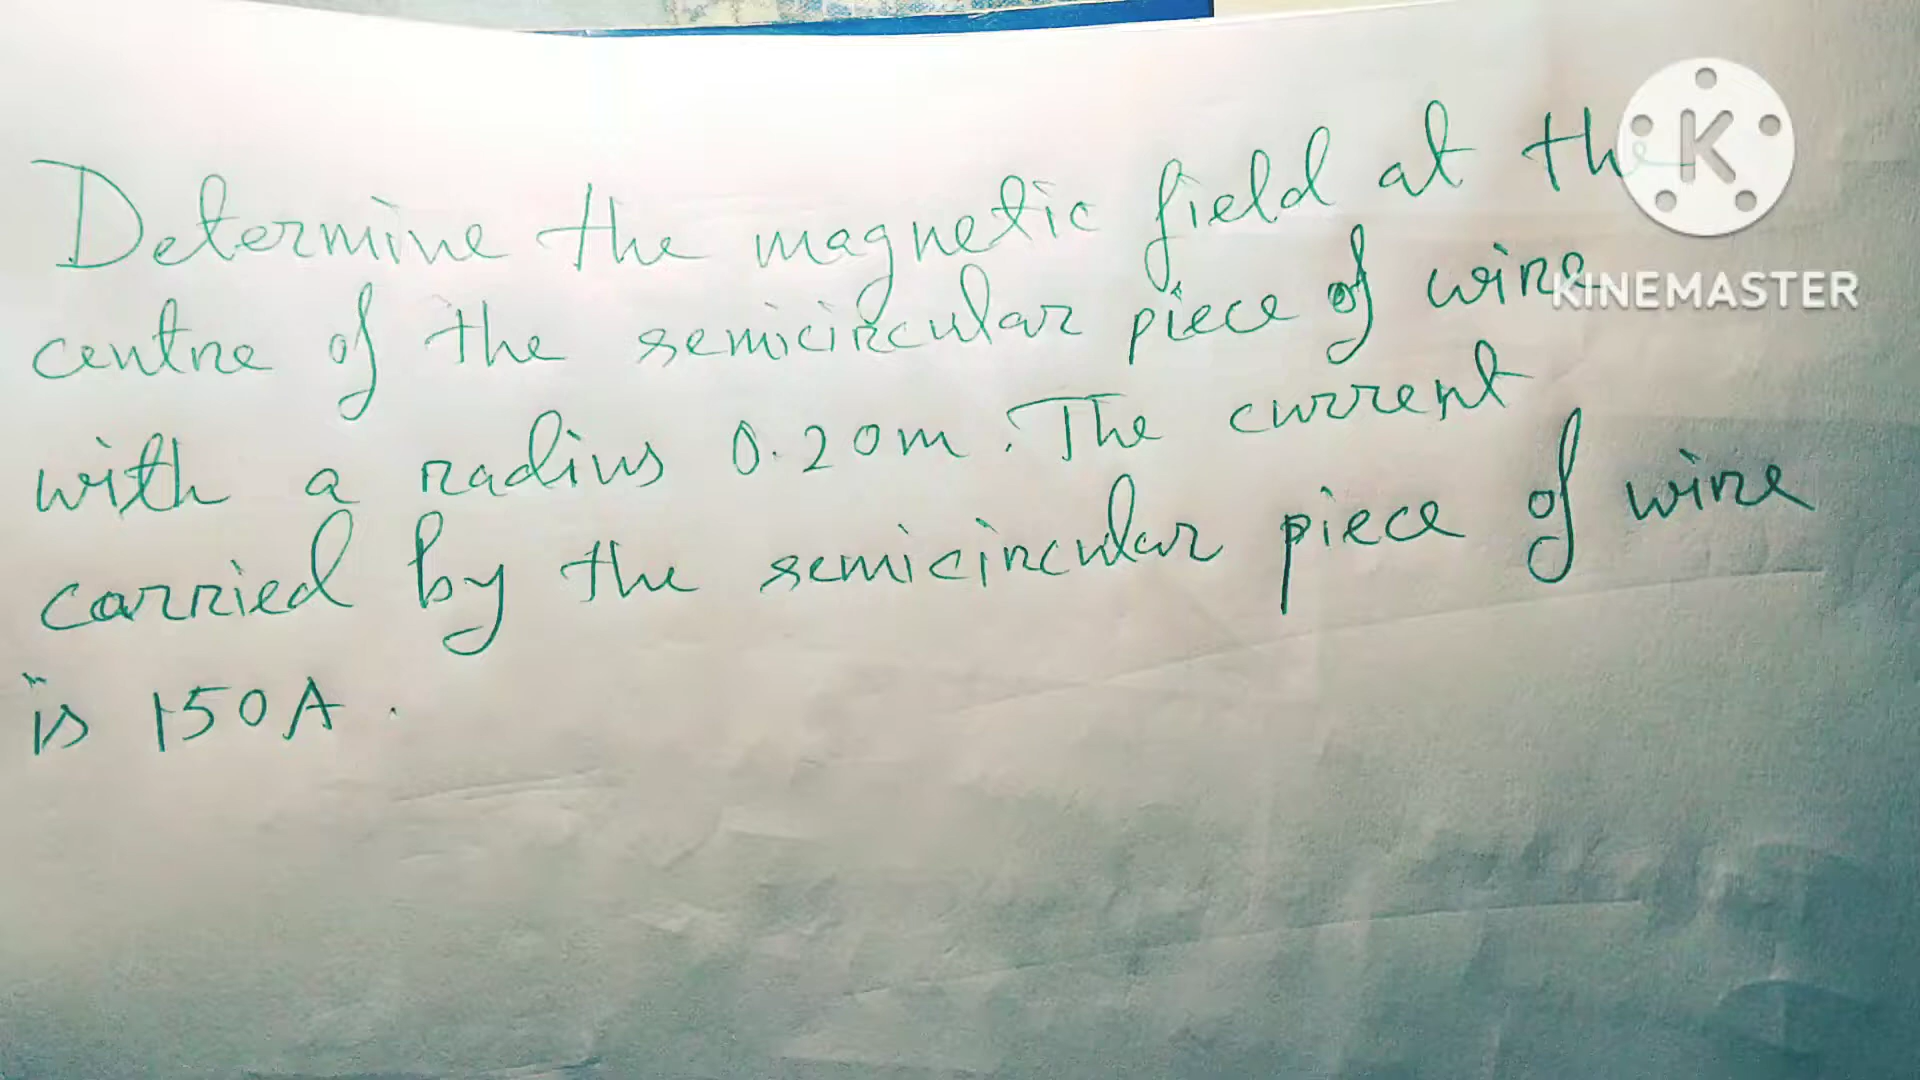 Determine the magnetic field at the
centre of the semicircular piece of wire
with a radius 0.20m. The current
carried by the semicircular piece of wire
is 150A.
K
KINEMASTER